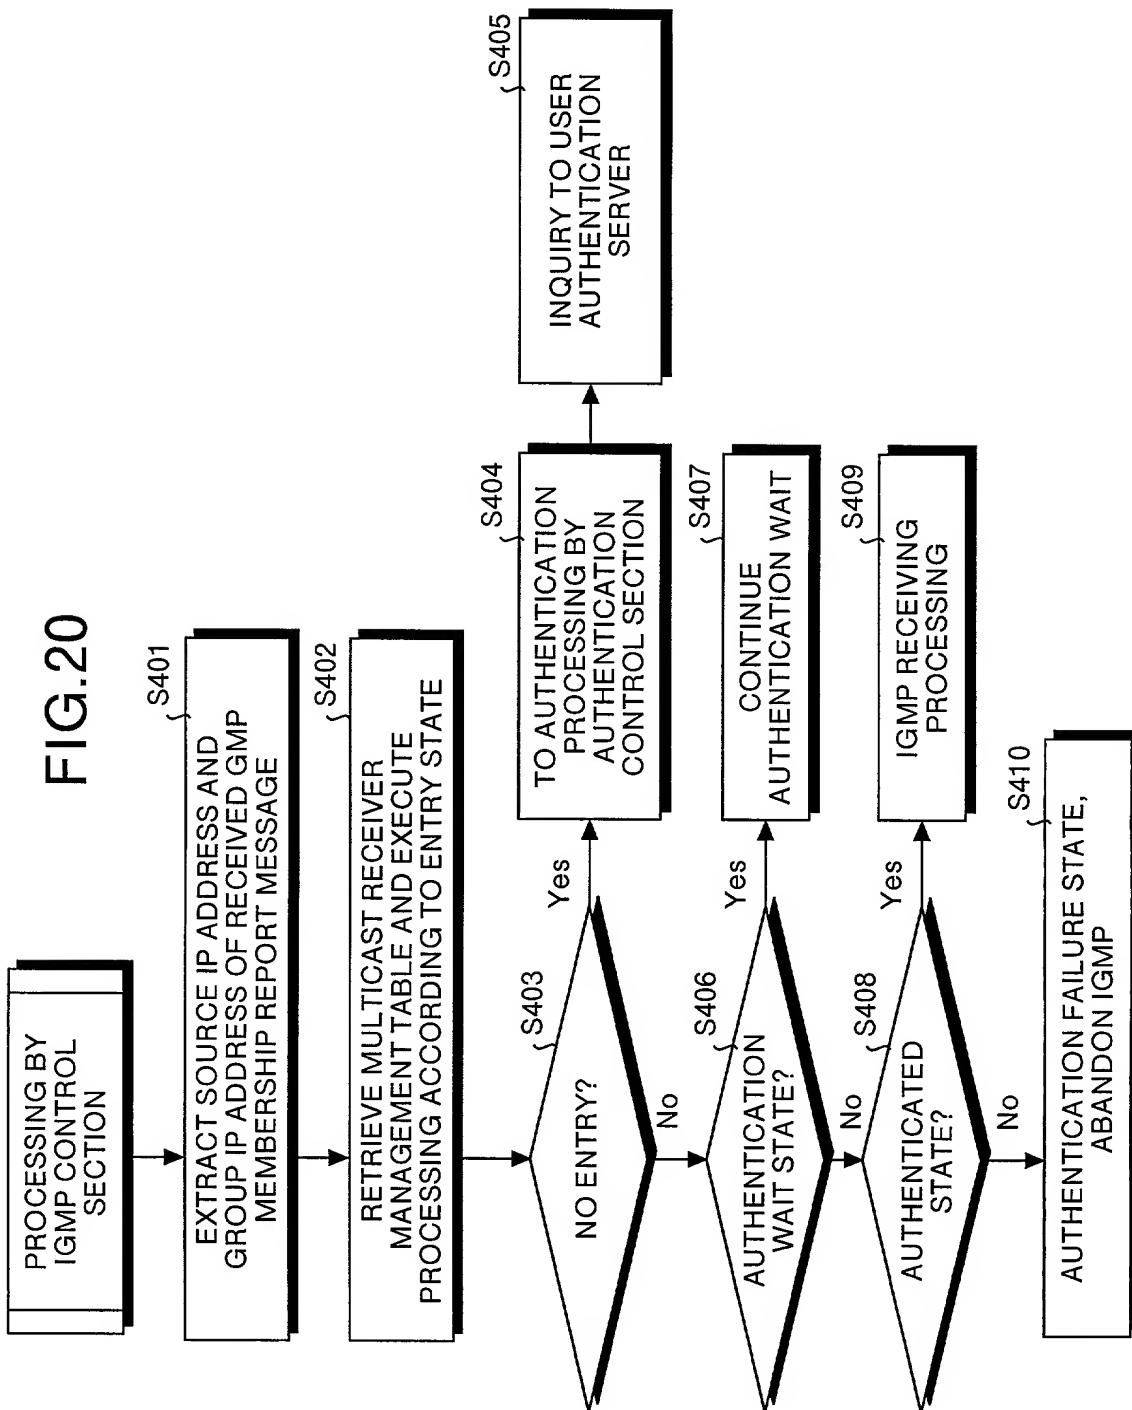 FIG.20
PROCESSING BY
IGMP CONTROL
SECTION
S401
EXTRACT SOURCE IP ADDRESS AND
GROUP IP ADDRESS OF RECEIVED GMP
MEMBERSHIP REPORT MESSAGE
S402
RETRIEVE MULTICAST RECEIVER
MANAGEMENT TABLE AND EXECUTE
PROCESSING ACCORDING TO ENTRY STATE
S403
NO ENTRY?
Yes
No
S404
TO AUTHENTICATION
PROCESSING BY
AUTHENTICATION
CONTROL SECTION
S405
INQUIRY TO USER
AUTHENTICATION
SERVER
S406
AUTHENTICATION
WAIT STATE?
Yes
No
S407
CONTINUE
AUTHENTICATION WAIT
S408
AUTHENTICATED
STATE?
Yes
No
S409
IGMP RECEIVING
PROCESSING
S410
AUTHENTICATION FAILURE STATE,
ABANDON IGMP